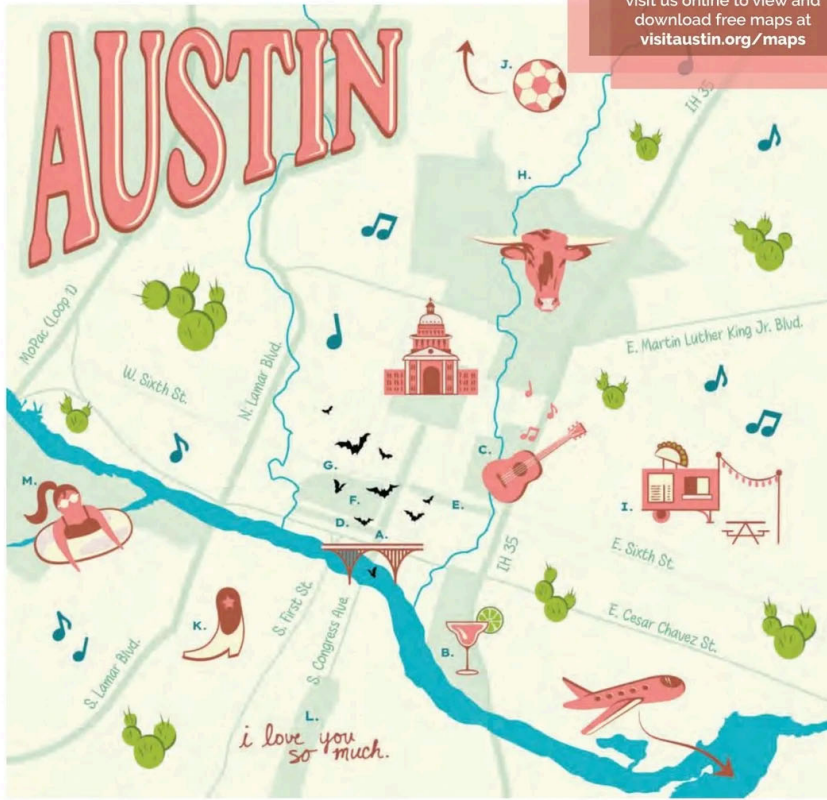 visit us online to view and
download free maps at
visitaustin.org/maps
AUSTIN
J.
IH 35
H.
MoPac (Loop 1)
E. Martin Luther King Jr. Blvd.
W. Sixth St.
N. Lamar Blvd.
C.
G.
M.
F.
E.
I.
D.
A.
E. Sixth St.
IH 35
S. First St.
K.
S. Congress Ave.
E. Cesar Chavez St.
B.
S. Lamar Blvd.
L.
i love you
so much.